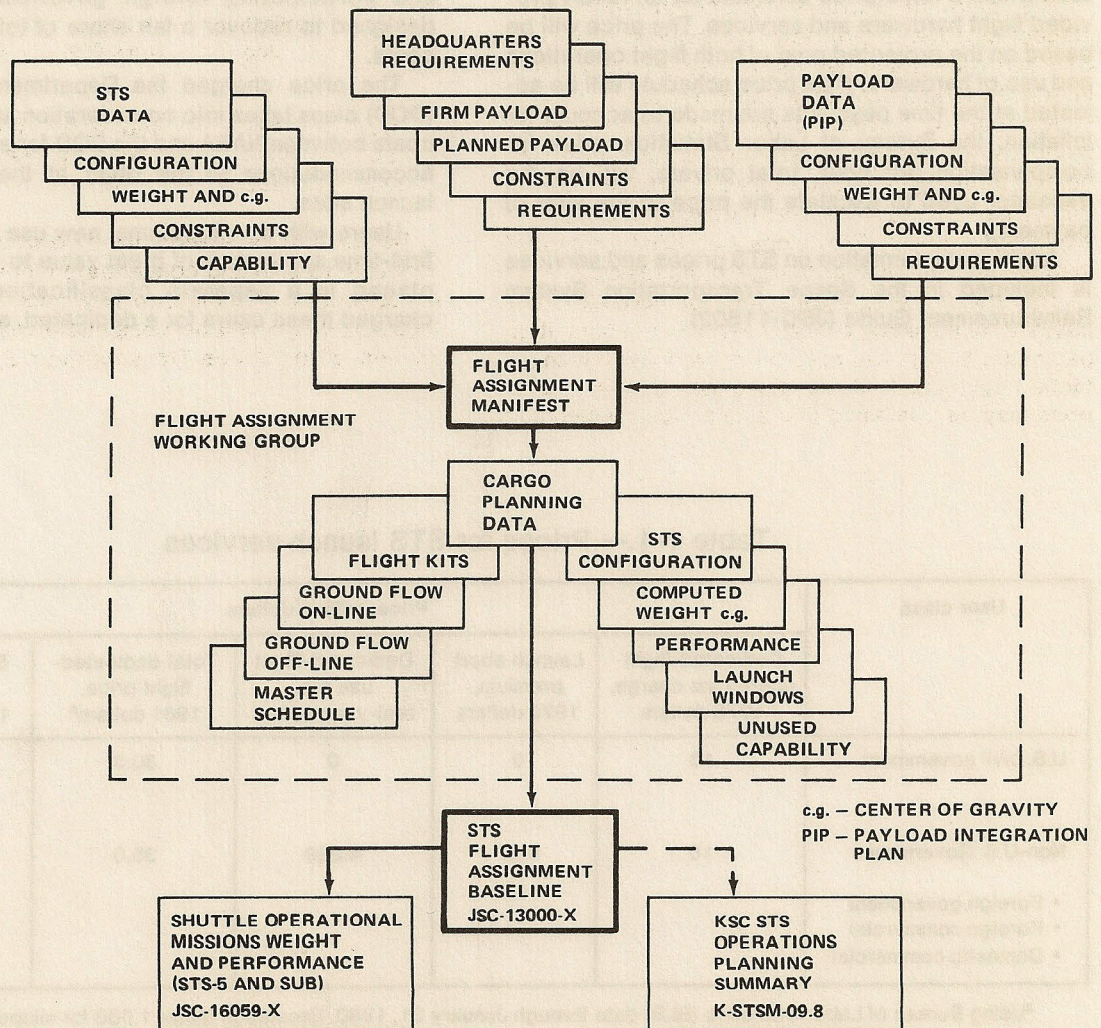 HEADQUARTERS
REQUIREMENTS
FIRM PAYLOAD
PLANNED PAYLOAD
CONSTRAINTS
REQUIREMENTS
STS
DATA
CONFIGURATION
WEIGHT AND c.g.
CONSTRAINTS
CAPABILITY
PAYLOAD
DATA
(PIP)
CONFIGURATION
WEIGHT AND c.g.
CONSTRAINTS
REQUIREMENTS
FLIGHT
ASSIGNMENT
MANIFEST
FLIGHT ASSIGNMENT
WORKING GROUP
CARGO
PLANNING
DATA
FLIGHT KITS
GROUND FLOW
ON-LINE
GROUND FLOW
OFF-LINE
MASTER
SCHEDULE
STS
CONFIGURATION
COMPUTED
WEIGHT c.g.
PERFORMANCE
LAUNCH
WINDOWS
UNUSED
CAPABILITY
c.g. – CENTER OF GRAVITY
PIP – PAYLOAD INTEGRATION
PLAN
STS
FLIGHT
ASSIGNMENT
BASELINE
JSC-13000-X
SHUTTLE OPERATIONAL
MISSIONS WEIGHT
AND PERFORMANCE
(STS-5 AND SUB)
JSC-16059-X
KSC STS
OPERATIONS
PLANNING
SUMMARY
K-STSM-09.8